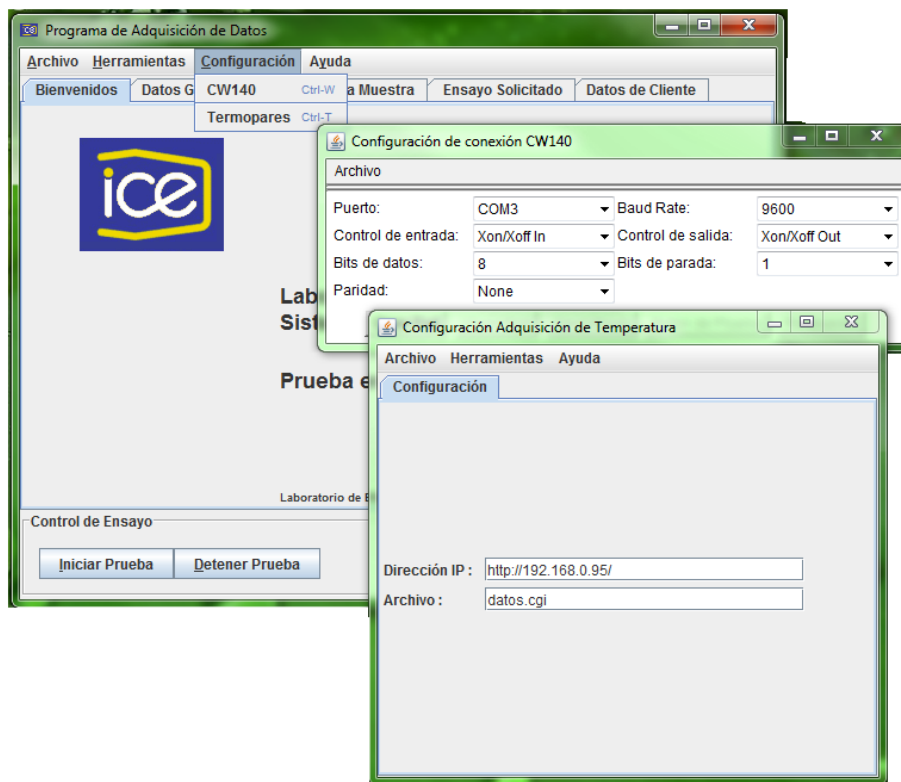 Programa de Adquisición de Datos
Archivo Herramientas Configuración Ayuda
Bienvenidos Datos G a Muestra Ensayo Solicitado Datos de Cliente
CW140 Ctrl-W
Termopares Ctrl-T
ice
Lab
Sist
Prueba e
Laboratorio de E
Control de Ensayo
Iniciar Prueba Detener Prueba
Configuración de conexión CW140
Archivo
Puerto: COM3 Baud Rate: 9600
Control de entrada: Xon/Xoff In Control de salida: Xon/Xoff Out
Bits de datos: 8 Bits de parada: 1
Paridad: None
Configuración Adquisición de Temperatura
Archivo Herramientas Ayuda
Configuración
Dirección IP : http://192.168.0.95/
Archivo : datos.cgi